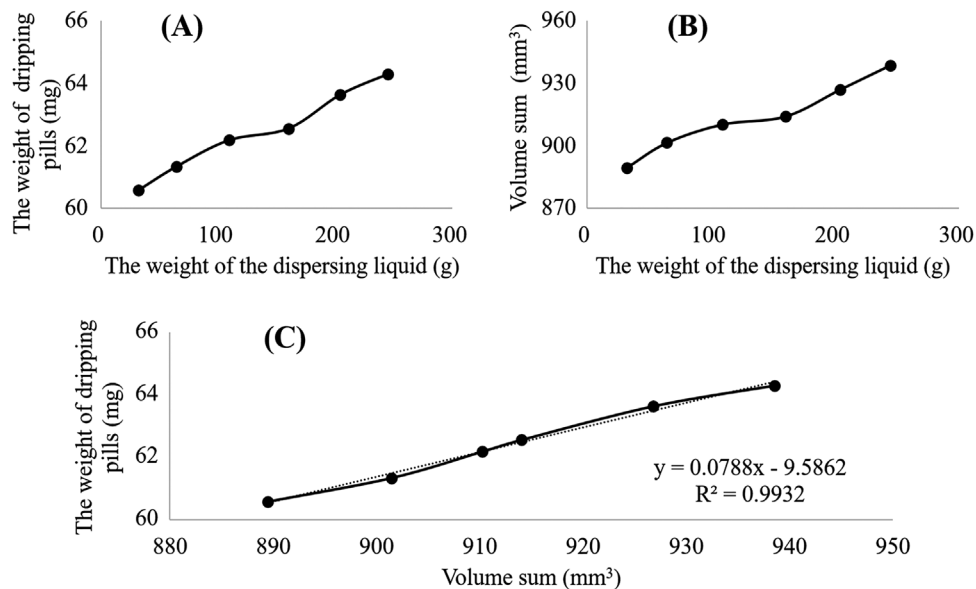 (A)
The weight of dripping
pills (mg)
66
64
62
60
0
100
200
300
The weight of the dispersing liquid (g)
(B)
Volume sum (mm³)
960
930
900
870
0
100
200
300
The weight of the dispersing liquid (g)
(C)
The weight of dripping
pills (mg)
66
64
62
60
880
890
900
910
920
930
940
950
Volume sum (mm³)
y = 0.0788x - 9.5862
R² = 0.9932